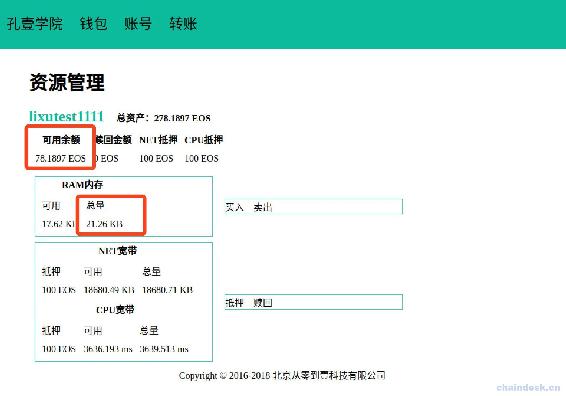 孔壹学院 钱包 账号 转账
资源管理
lixutest1111 总资产：278.1897 EOS
可用余额 赎回金额 NET抵押 CPU抵押
78.1897 EOS 0 EOS 100 EOS 100 EOS
RAM内存
可用 总量
17.62 KB 21.26 KB
买入 卖出
NET宽带
抵押 可用 总量
100 EOS 18680.49 KB 18680.71 KB
CPU宽带
抵押 赎回
抵押 可用 总量
100 EOS 3636.193 ms 3639.513 ms
Copyright © 2016-2018 北京从零到壹科技有限公司
chaindesk.cn